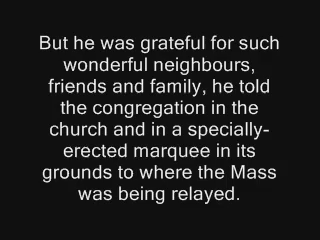 But he was grateful for such
wonderful neighbours,
friends and family, he told
the congregation in the
church and in a specially-
erected marquee in its
grounds to where the Mass
was being relayed.